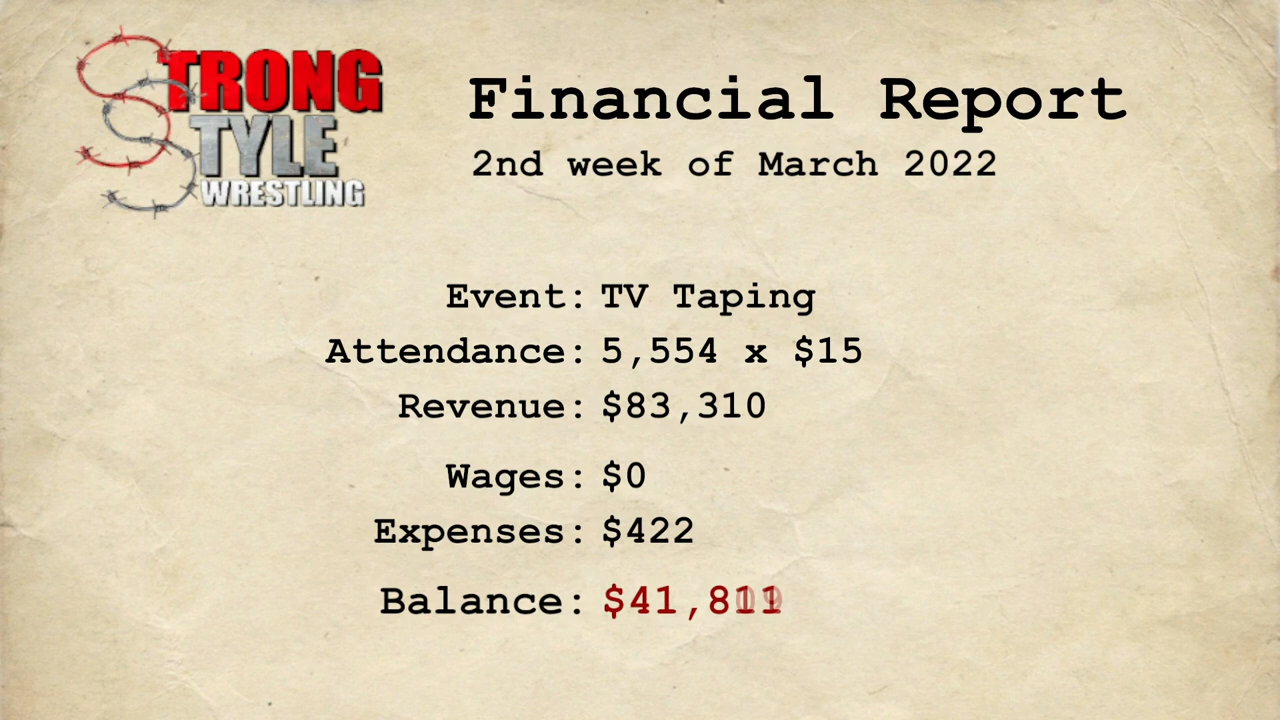 STRONG
STYLE
WRESTLING
Financial Report
2nd week of March 2022
Event: TV Taping
Attendance: 5,554 x $15
Revenue: $83,310
Wages: $0
Expenses: $422
Balance: